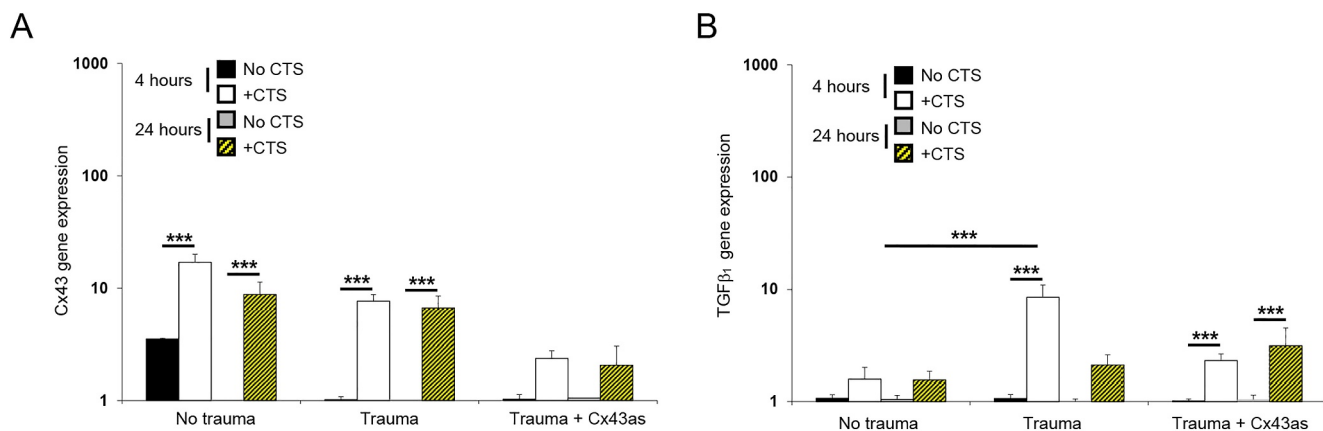 A
Cx43 gene expression
1000
100
10
1
4 hours
No CTS
+CTS
24 hours
No CTS
+CTS
***
***
***
***
No trauma
Trauma
Trauma + Cx43as
B
TGFβ1 gene expression
1000
100
10
1
4 hours
No CTS
+CTS
24 hours
No CTS
+CTS
***
***
***
***
No trauma
Trauma
Trauma + Cx43as